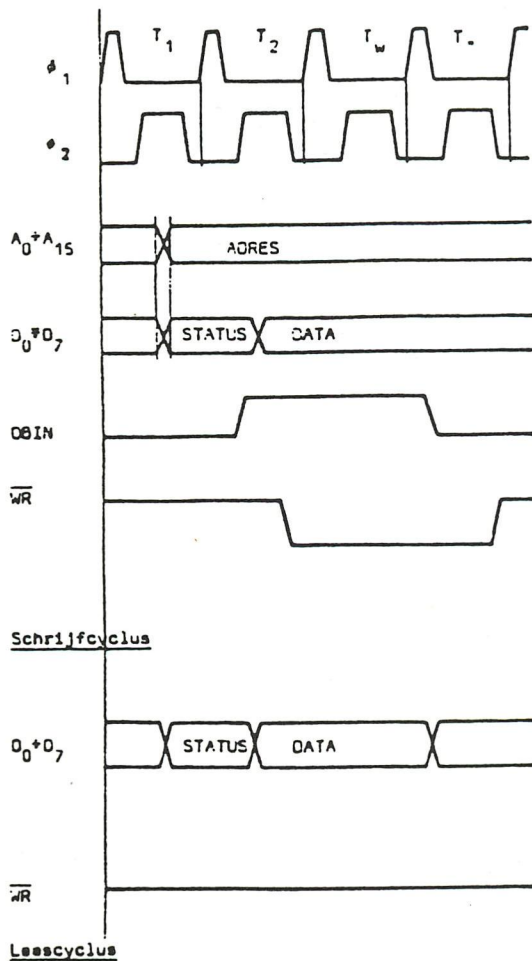 T1 T2 Tw
ϕ1
ϕ2
A0÷A15 ADRES
D0÷D7 STATUS DATA
DBIN
WR
Schrijfcyclus
D0÷D7 STATUS DATA
WR
Leescyclus